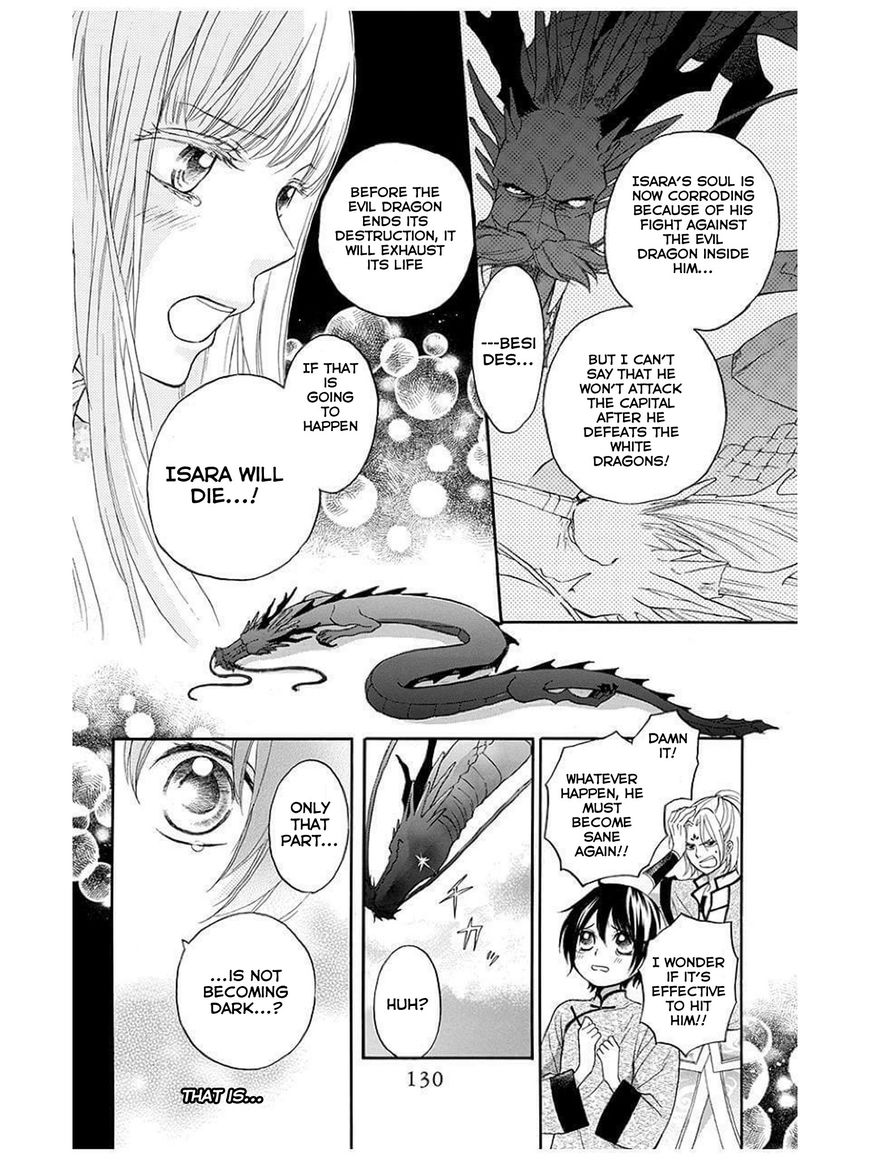 ISARA'S SOUL IS
NOW CORRODING
BECAUSE OF HIS
FIGHT AGAINST
THE EVIL
DRAGON INSIDE
HIM...
BUT I CAN'T
SAY THAT HE
WON'T ATTACK
THE CAPITAL
AFTER HE
DEFEATS THE
WHITE
DRAGONS!
---BESI
DES...
BEFORE THE
EVIL DRAGON
ENDS ITS
DESTRUCTION, IT
WILL EXHAUST
ITS LIFE
IF THAT
IS
GOING
TO
HAPPEN
ISARA WILL
DIE...!
DAMN
IT!
WHATEVER
HAPPEN, HE
MUST
BECOME
SANE
AGAIN!!
I WONDER
IF IT'S
EFFECTIVE
TO HIT
HIM!!
キカッ
HUH?
ONLY
THAT
PART...
...IS NOT
BECOMING
DARK...?
THAT IS...
130